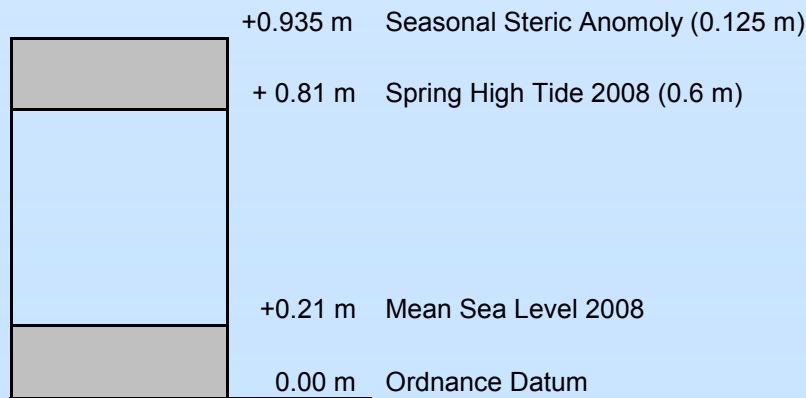 +0.935 m Seasonal Steric Anomoly (0.125 m)
+ 0.81 m Spring High Tide 2008 (0.6 m)
+0.21 m Mean Sea Level 2008
0.00 m Ordnance Datum